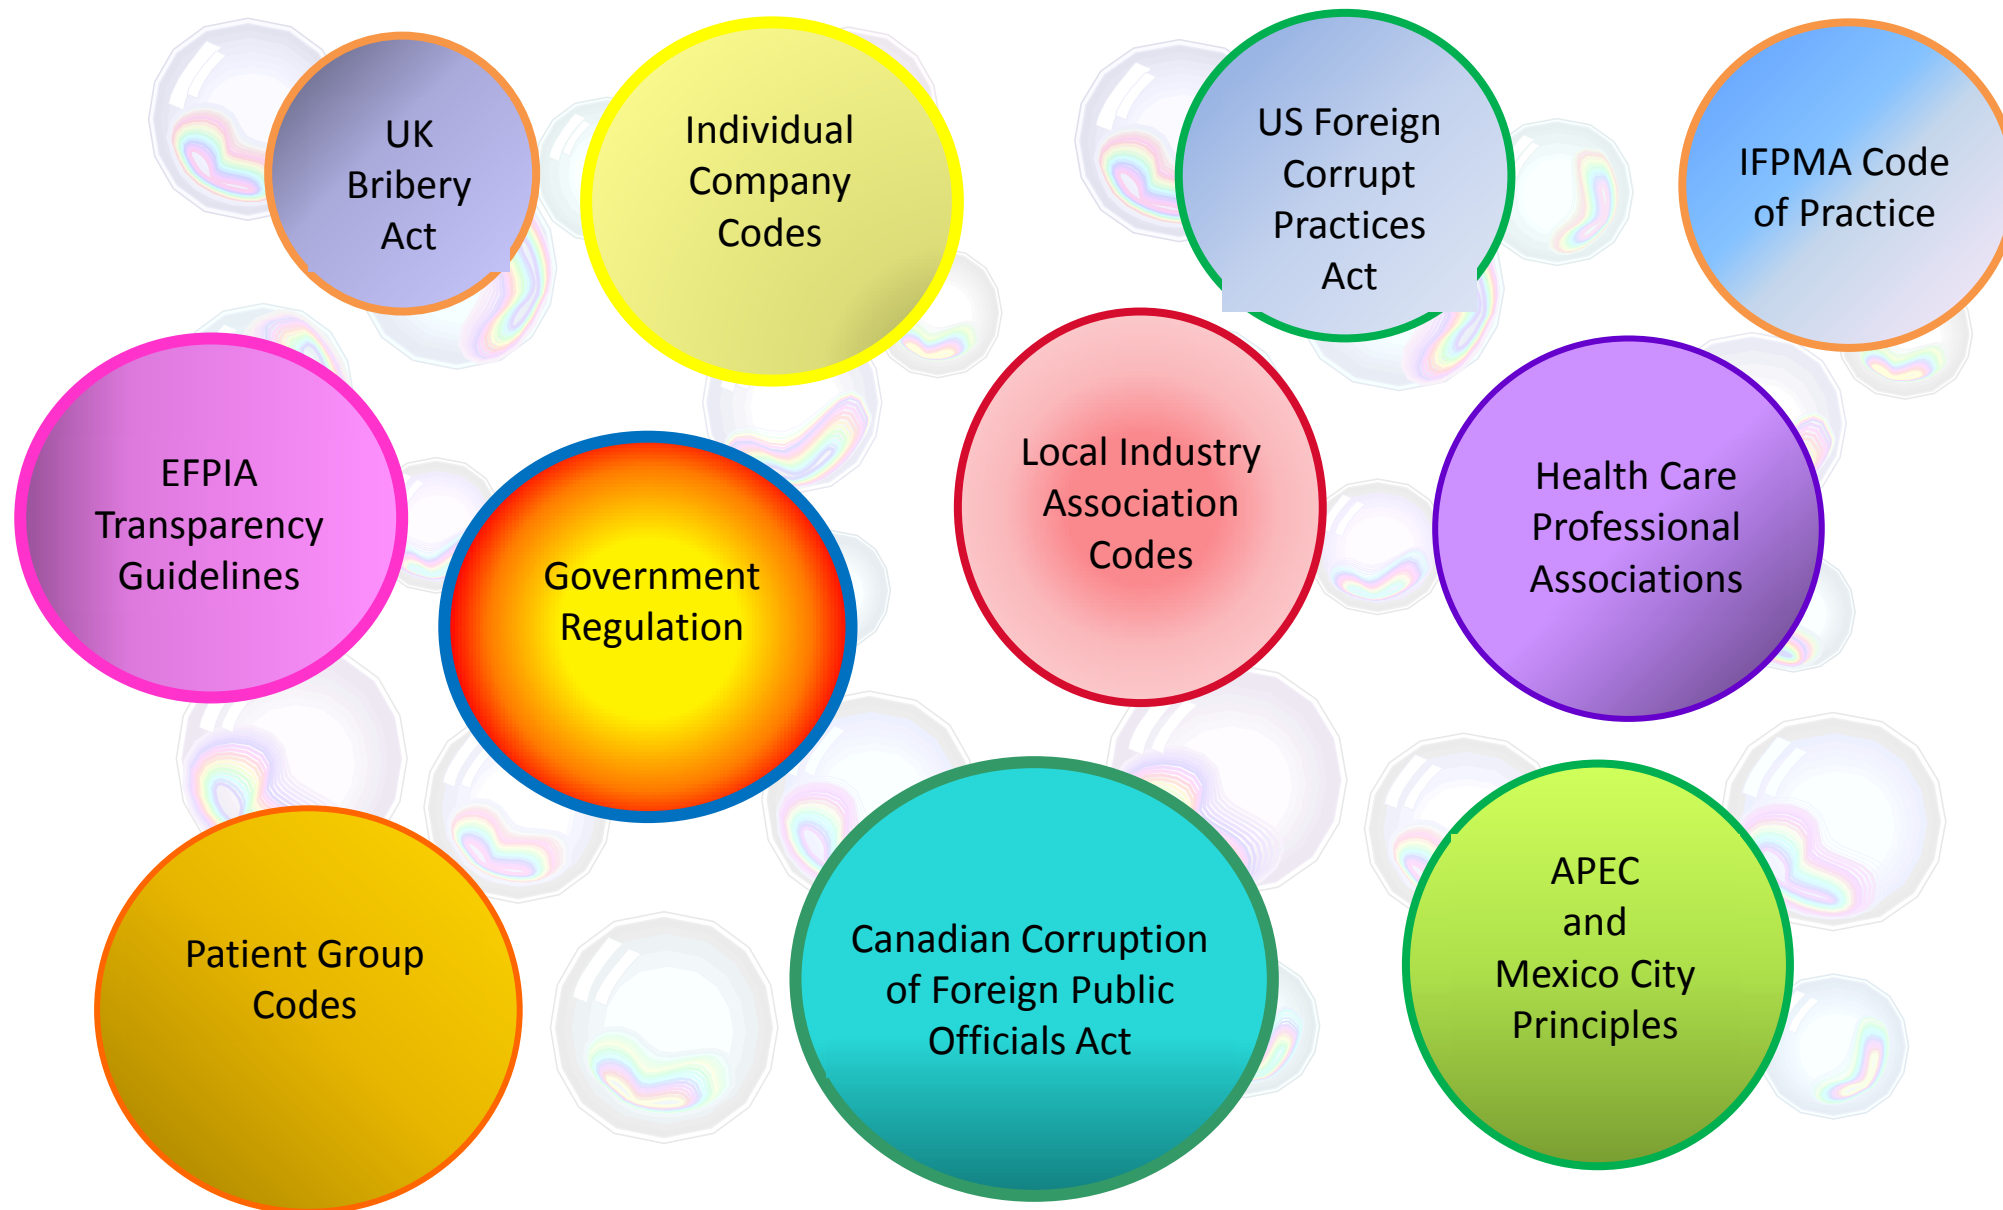 UK
Bribery
Act
Individual
Company
Codes
US Foreign
Corrupt
Practices
Act
IFPMA Code
of Practice
EFPIA
Transparency
Guidelines
Government
Regulation
Local Industry
Association
Codes
Health Care
Professional
Associations
Patient Group
Codes
Canadian Corruption
of Foreign Public
Officials Act
APEC
and
Mexico City
Principles